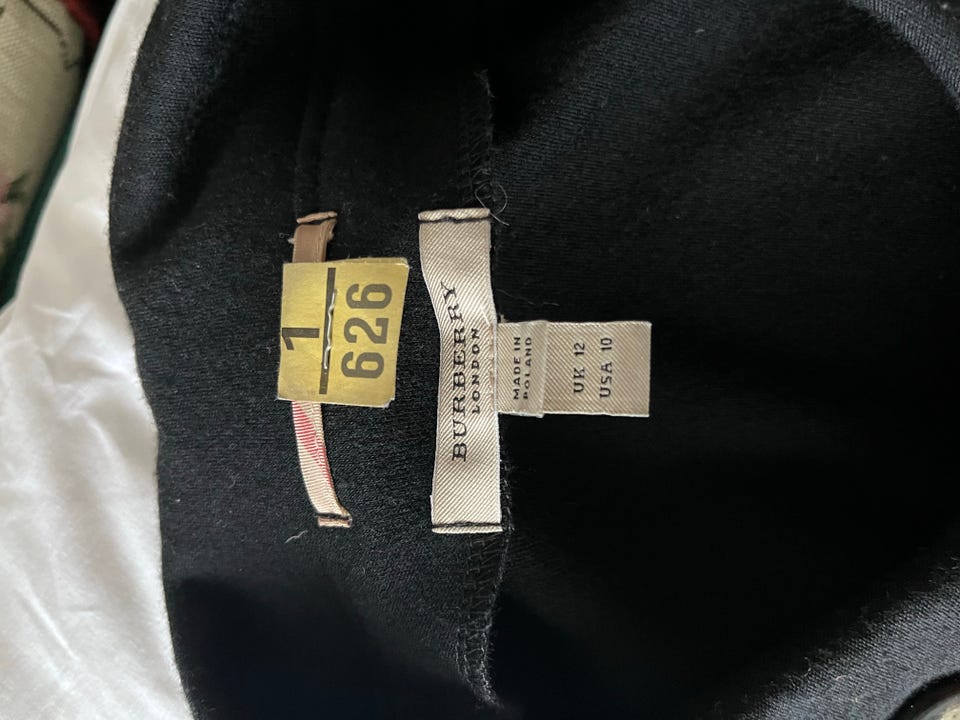 1
626
BURBERRY
LONDON
MADE IN
POLAND
UK 12
USA 10